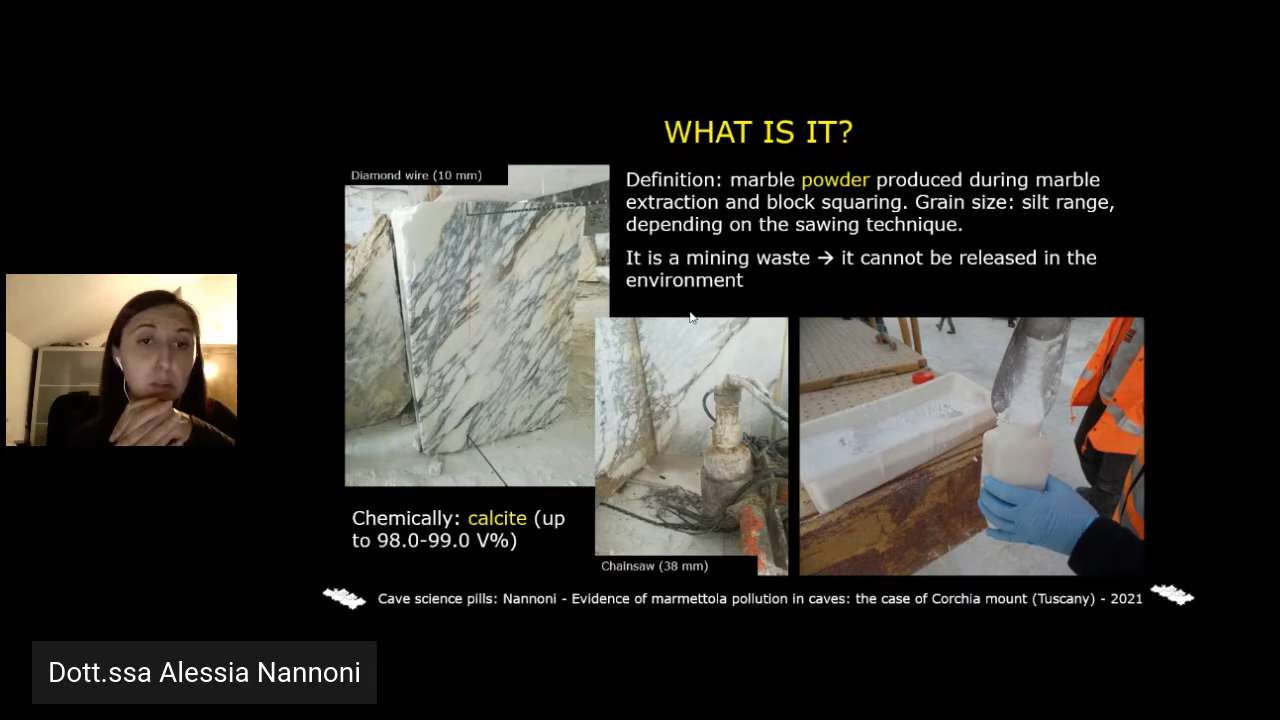 WHAT IS IT?
Diamond wire (10 mm)
Definition: marble powder produced during marble
extraction and block squaring. Grain size: silt range,
depending on the sawing technique.
It is a mining waste → it cannot be released in the
environment
Chemically: calcite (up
to 98.0-99.0 V%)
Chainsaw (38 mm)
Cave science pills: Nannoni - Evidence of marmettola pollution in caves: the case of Corchia mount (Tuscany) - 2021
Dott.ssa Alessia Nannoni